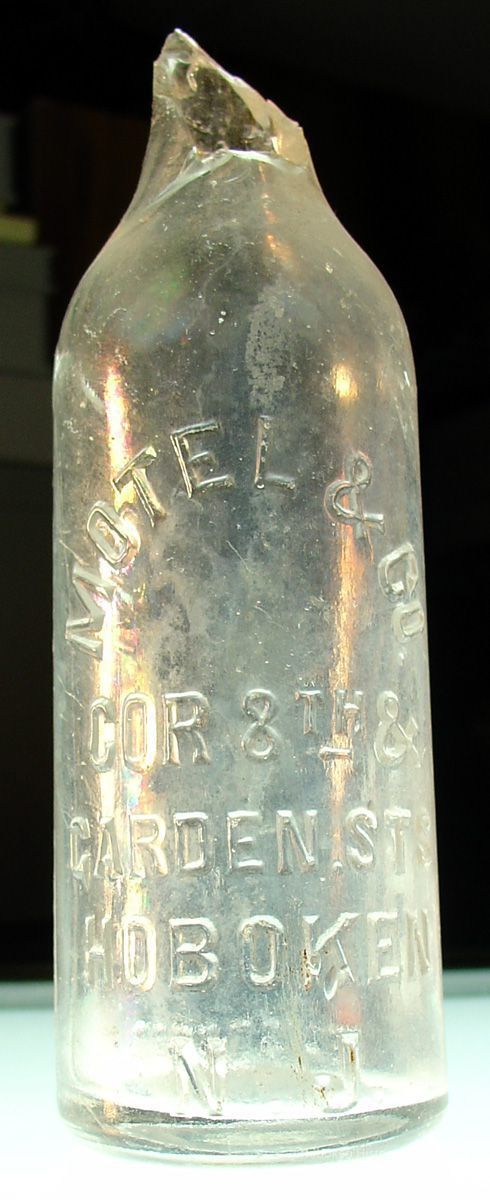 MOTEL & CO.
COR 8TH &
GARDEN STS
HOBOKEN
N J